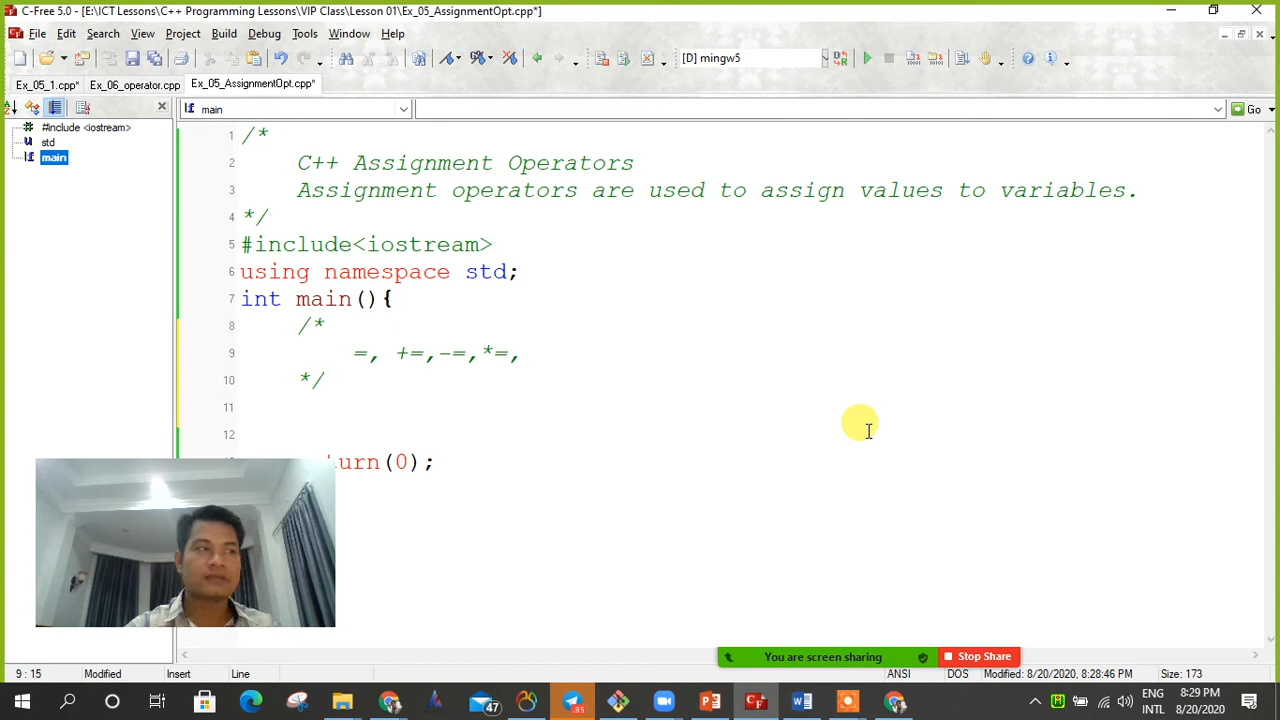 C-Free 5.0 - [E:\ICT Lessons\C++ Programming Lessons\VIP Class\Lesson 01\Ex_05_AssignmentOpt.cpp*]
File Edit Search View Project Build Debug Tools Window Help
[D] mingw5
Ex_05_1.cpp* Ex_06_operator.cpp Ex_05_AssignmentOpt.cpp*
main
Go
#include <iostream>
std
main
1 /*
2 C++ Assignment Operators
3 Assignment operators are used to assign values to variables.
4 */
5 #include<iostream>
6 using namespace std;
7 int main(){
8 /*
9 =, +=,-=,*=,
10 */
11
12
turn(0);
You are screen sharing Stop Share
9 : 15 Modified Insert Line ANSI DOS Modified: 8/20/2020, 8:28:46 PM Size: 173
.95
47
ENG
INTL
8:29 PM
8/20/2020